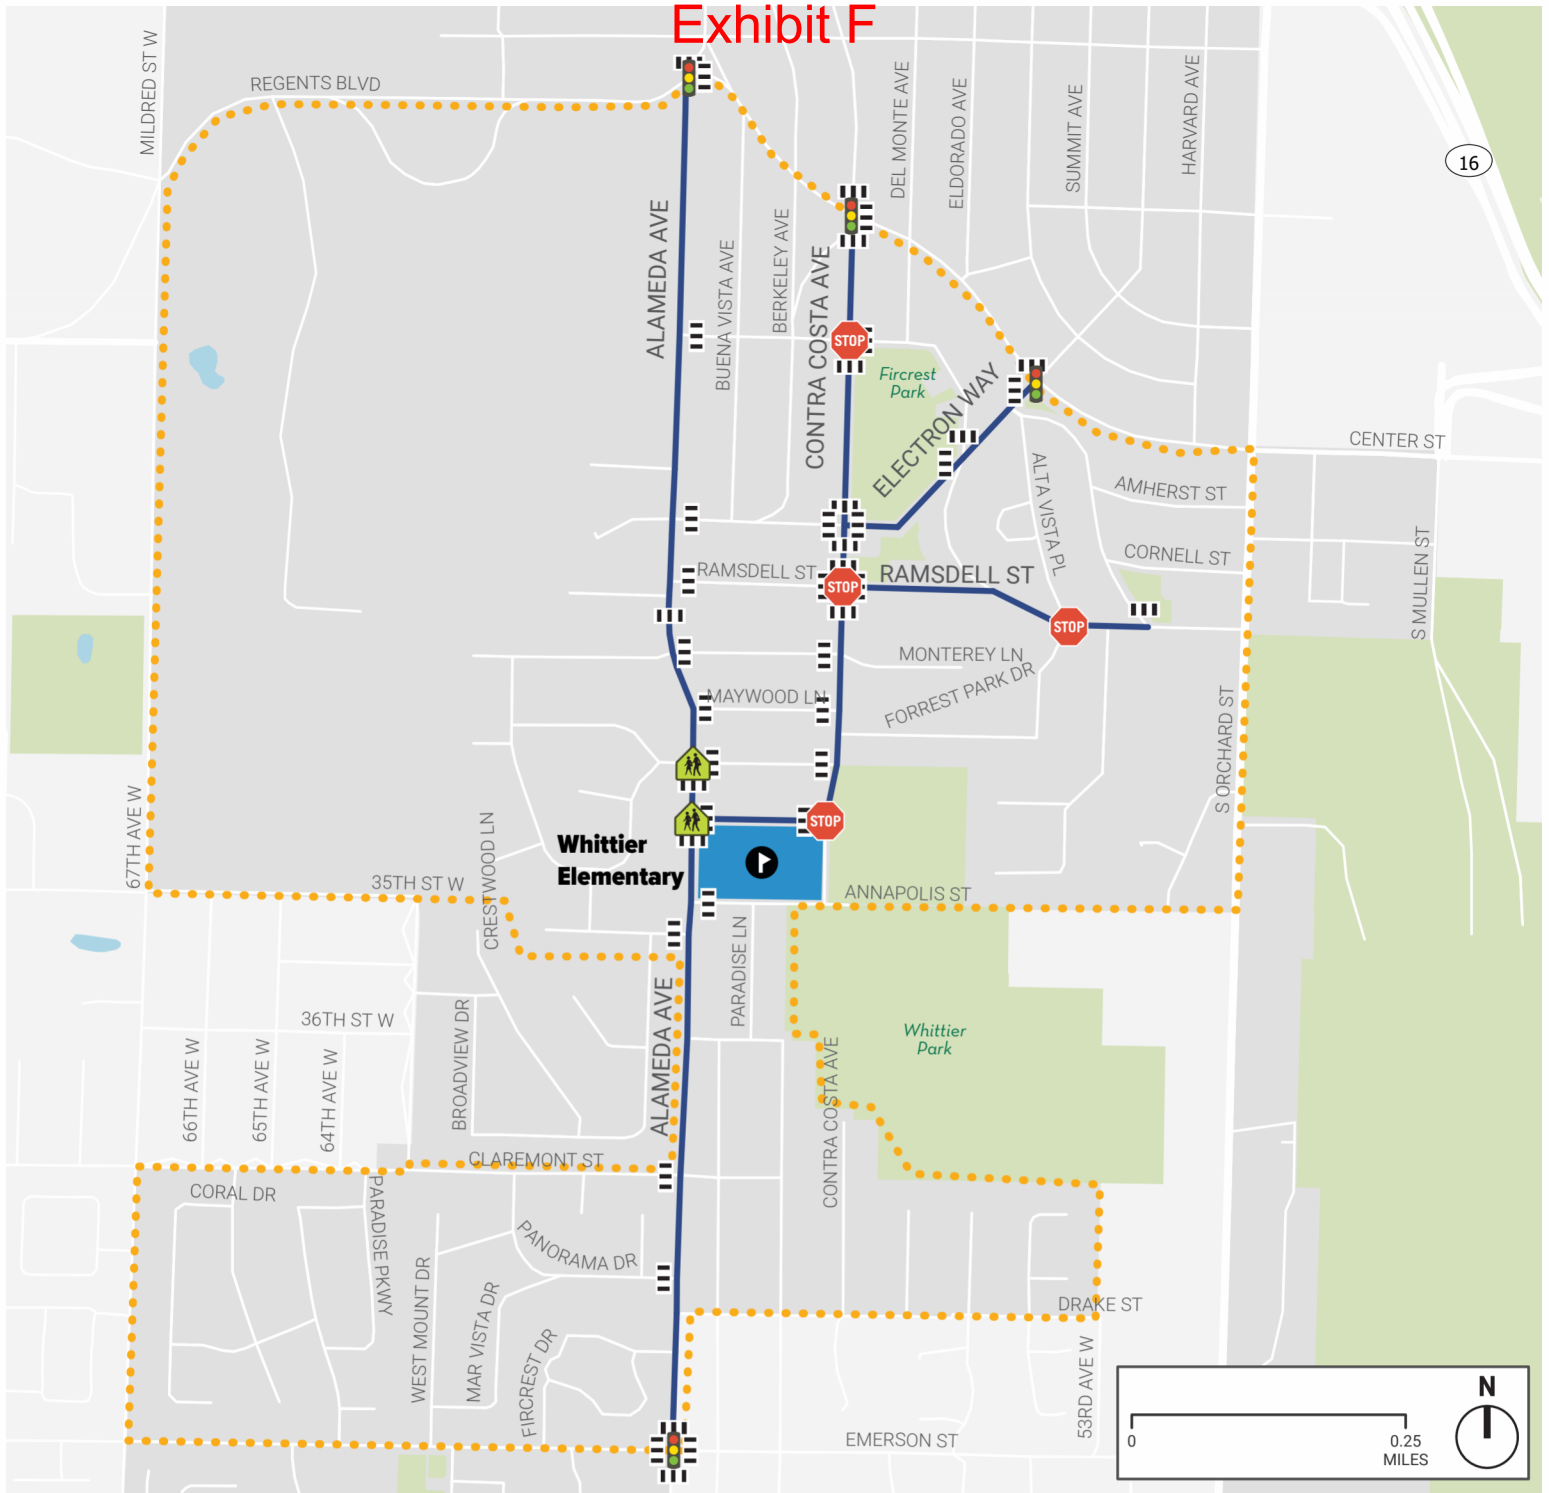 Exhibit F
MILDRED ST W
REGENTS BLVD
DEL MONTE AVE
ELDORADO AVE
SUMMIT AVE
HARVARD AVE
16
ALAMEDA AVE
BUENA VISTA AVE
BERKELEY AVE
CONTRA COSTA AVE
STOP
Fircrest
Park
ELECTRON WAY
CENTER ST
ALTA VISTA PL
AMHERST ST
CORNELL ST
S MULLEN ST
RAMSDELL ST
STOP
RAMSDELL ST
STOP
MONTEREY LN
FORREST PARK DR
MAYWOOD LN
S ORCHARD ST
67TH AVE W
STOP
Whittier
Elementary
CRESTWOOD LN
35TH ST W
ANNAPOLIS ST
PARADISE LN
ALAMEDA AVE
BROADVIEW DR
36TH ST W
Whittier
Park
66TH AVE W
65TH AVE W
64TH AVE W
CONTRA COSTA AVE
CLAREMONT ST
CORAL DR
PARADISE PKWY
PANORAMA DR
WEST MOUNT DR
MAR VISTA DR
FIRCREST DR
DRAKE ST
53RD AVE W
EMERSON ST
N
0
0.25
MILES